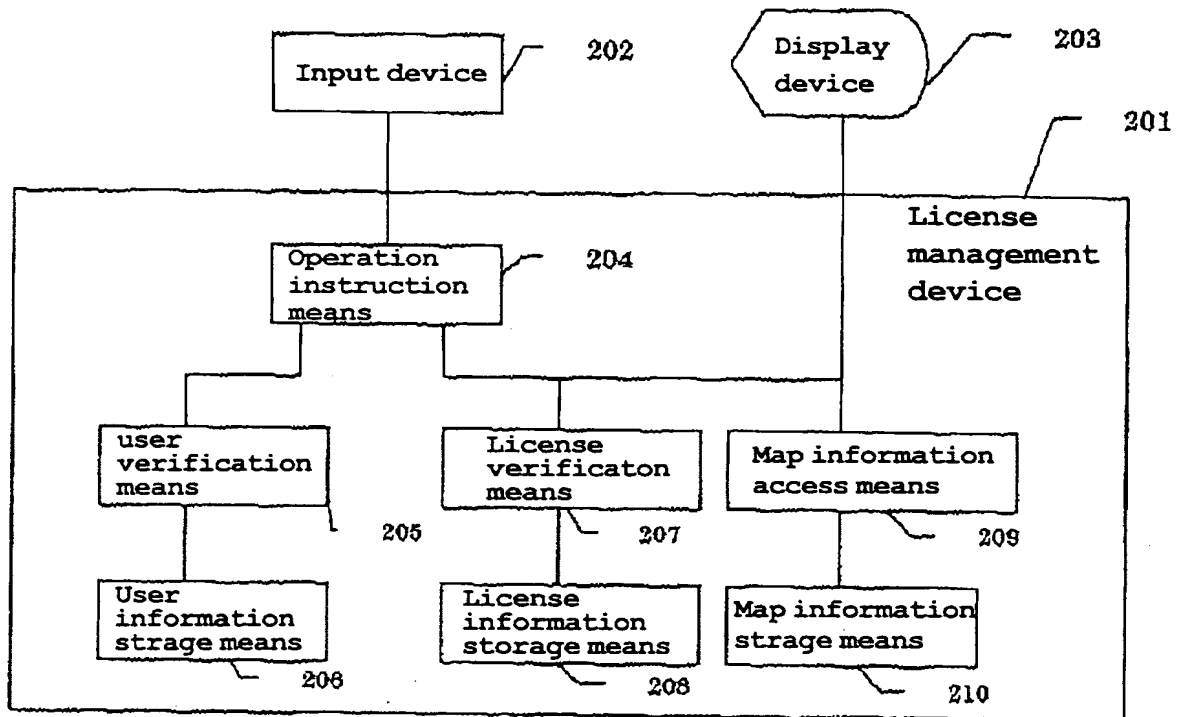 Input device
202
Display
device
203
201
License
management
device
Operation
instruction
means
204
user
verification
means
205
License
verificaton
means
207
Map information
access means
209
User
information
strage means
206
License
information
storage means
208
Map information
strage means
210